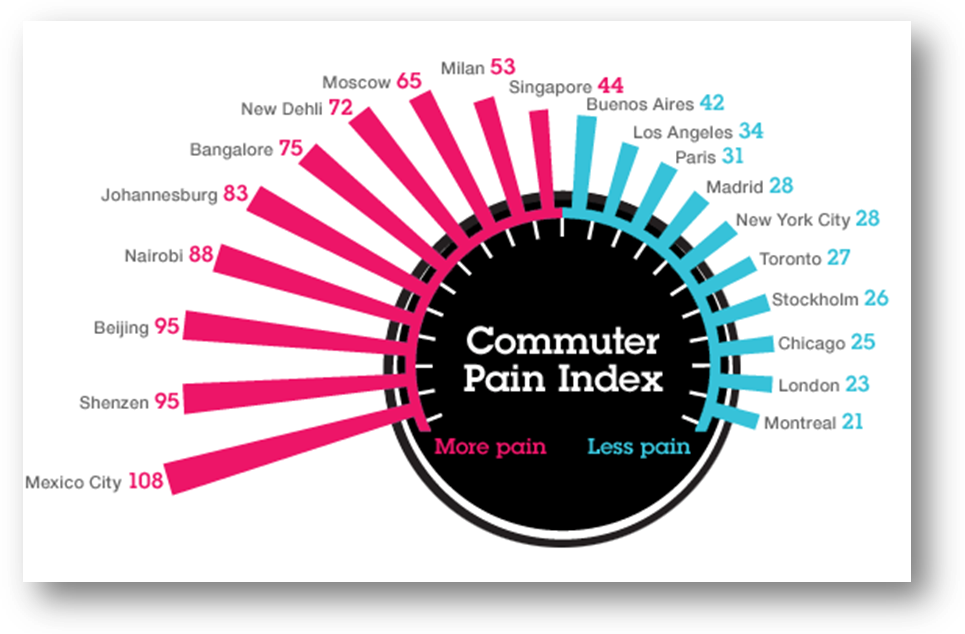 Milan 53
Moscow 65
Singapore 44
New Dehli 72
Buenos Aires 42
Los Angeles 34
Bangalore 75
Paris 31
Johannesburg 83
Madrid 28
New York City 28
Nairobi 88
Toronto 27
Stockholm 26
Beijing 95
Commuter
Pain Index
Chicago 25
London 23
Shenzen 95
Montreal 21
More pain
Less pain
Mexico City 108